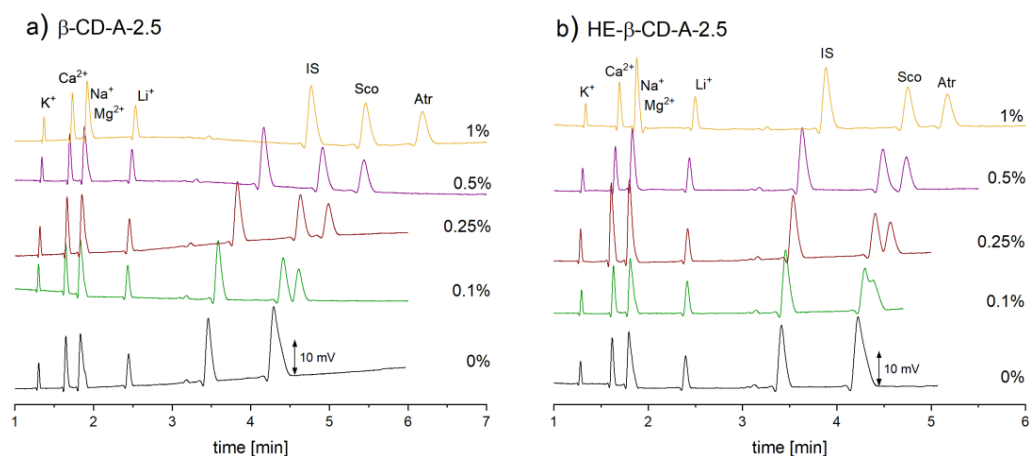 a) β-CD-A-2.5
K⁺
Ca²⁺
Na⁺
Mg²⁺
Li⁺
IS
Sco
Atr
1%
0.5%
0.25%
0.1%
10 mV
0%
1 2 3 4 5 6 7
time [min]
b) HE-β-CD-A-2.5
K⁺
Ca²⁺
Na⁺
Mg²⁺
Li⁺
IS
Sco
Atr
1%
0.5%
0.25%
0.1%
10 mV
0%
1 2 3 4 5 6
time [min]